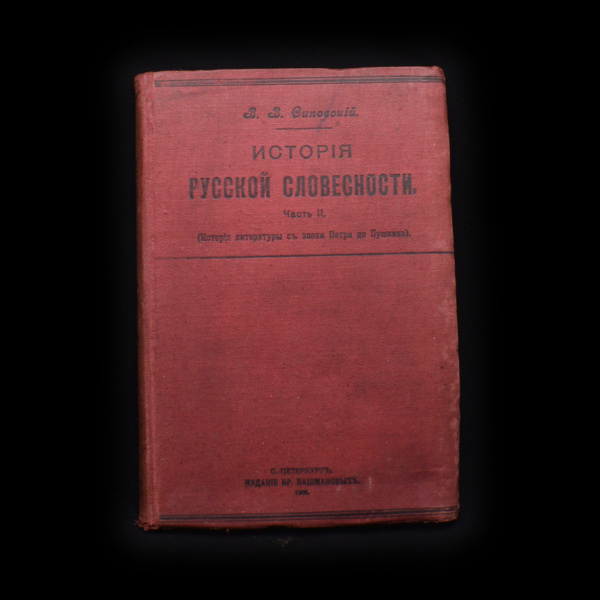 В. В. Сиповскій.
ИСТОРІЯ
РУССКОЙ СЛОВЕСНОСТИ.
Часть II.
(Исторія литературы съ эпохи Петра до Пушкина).
С.-ПЕТЕРБУРГЪ.
ИЗДАНІЕ БР. БАШМАКОВЫХЪ.